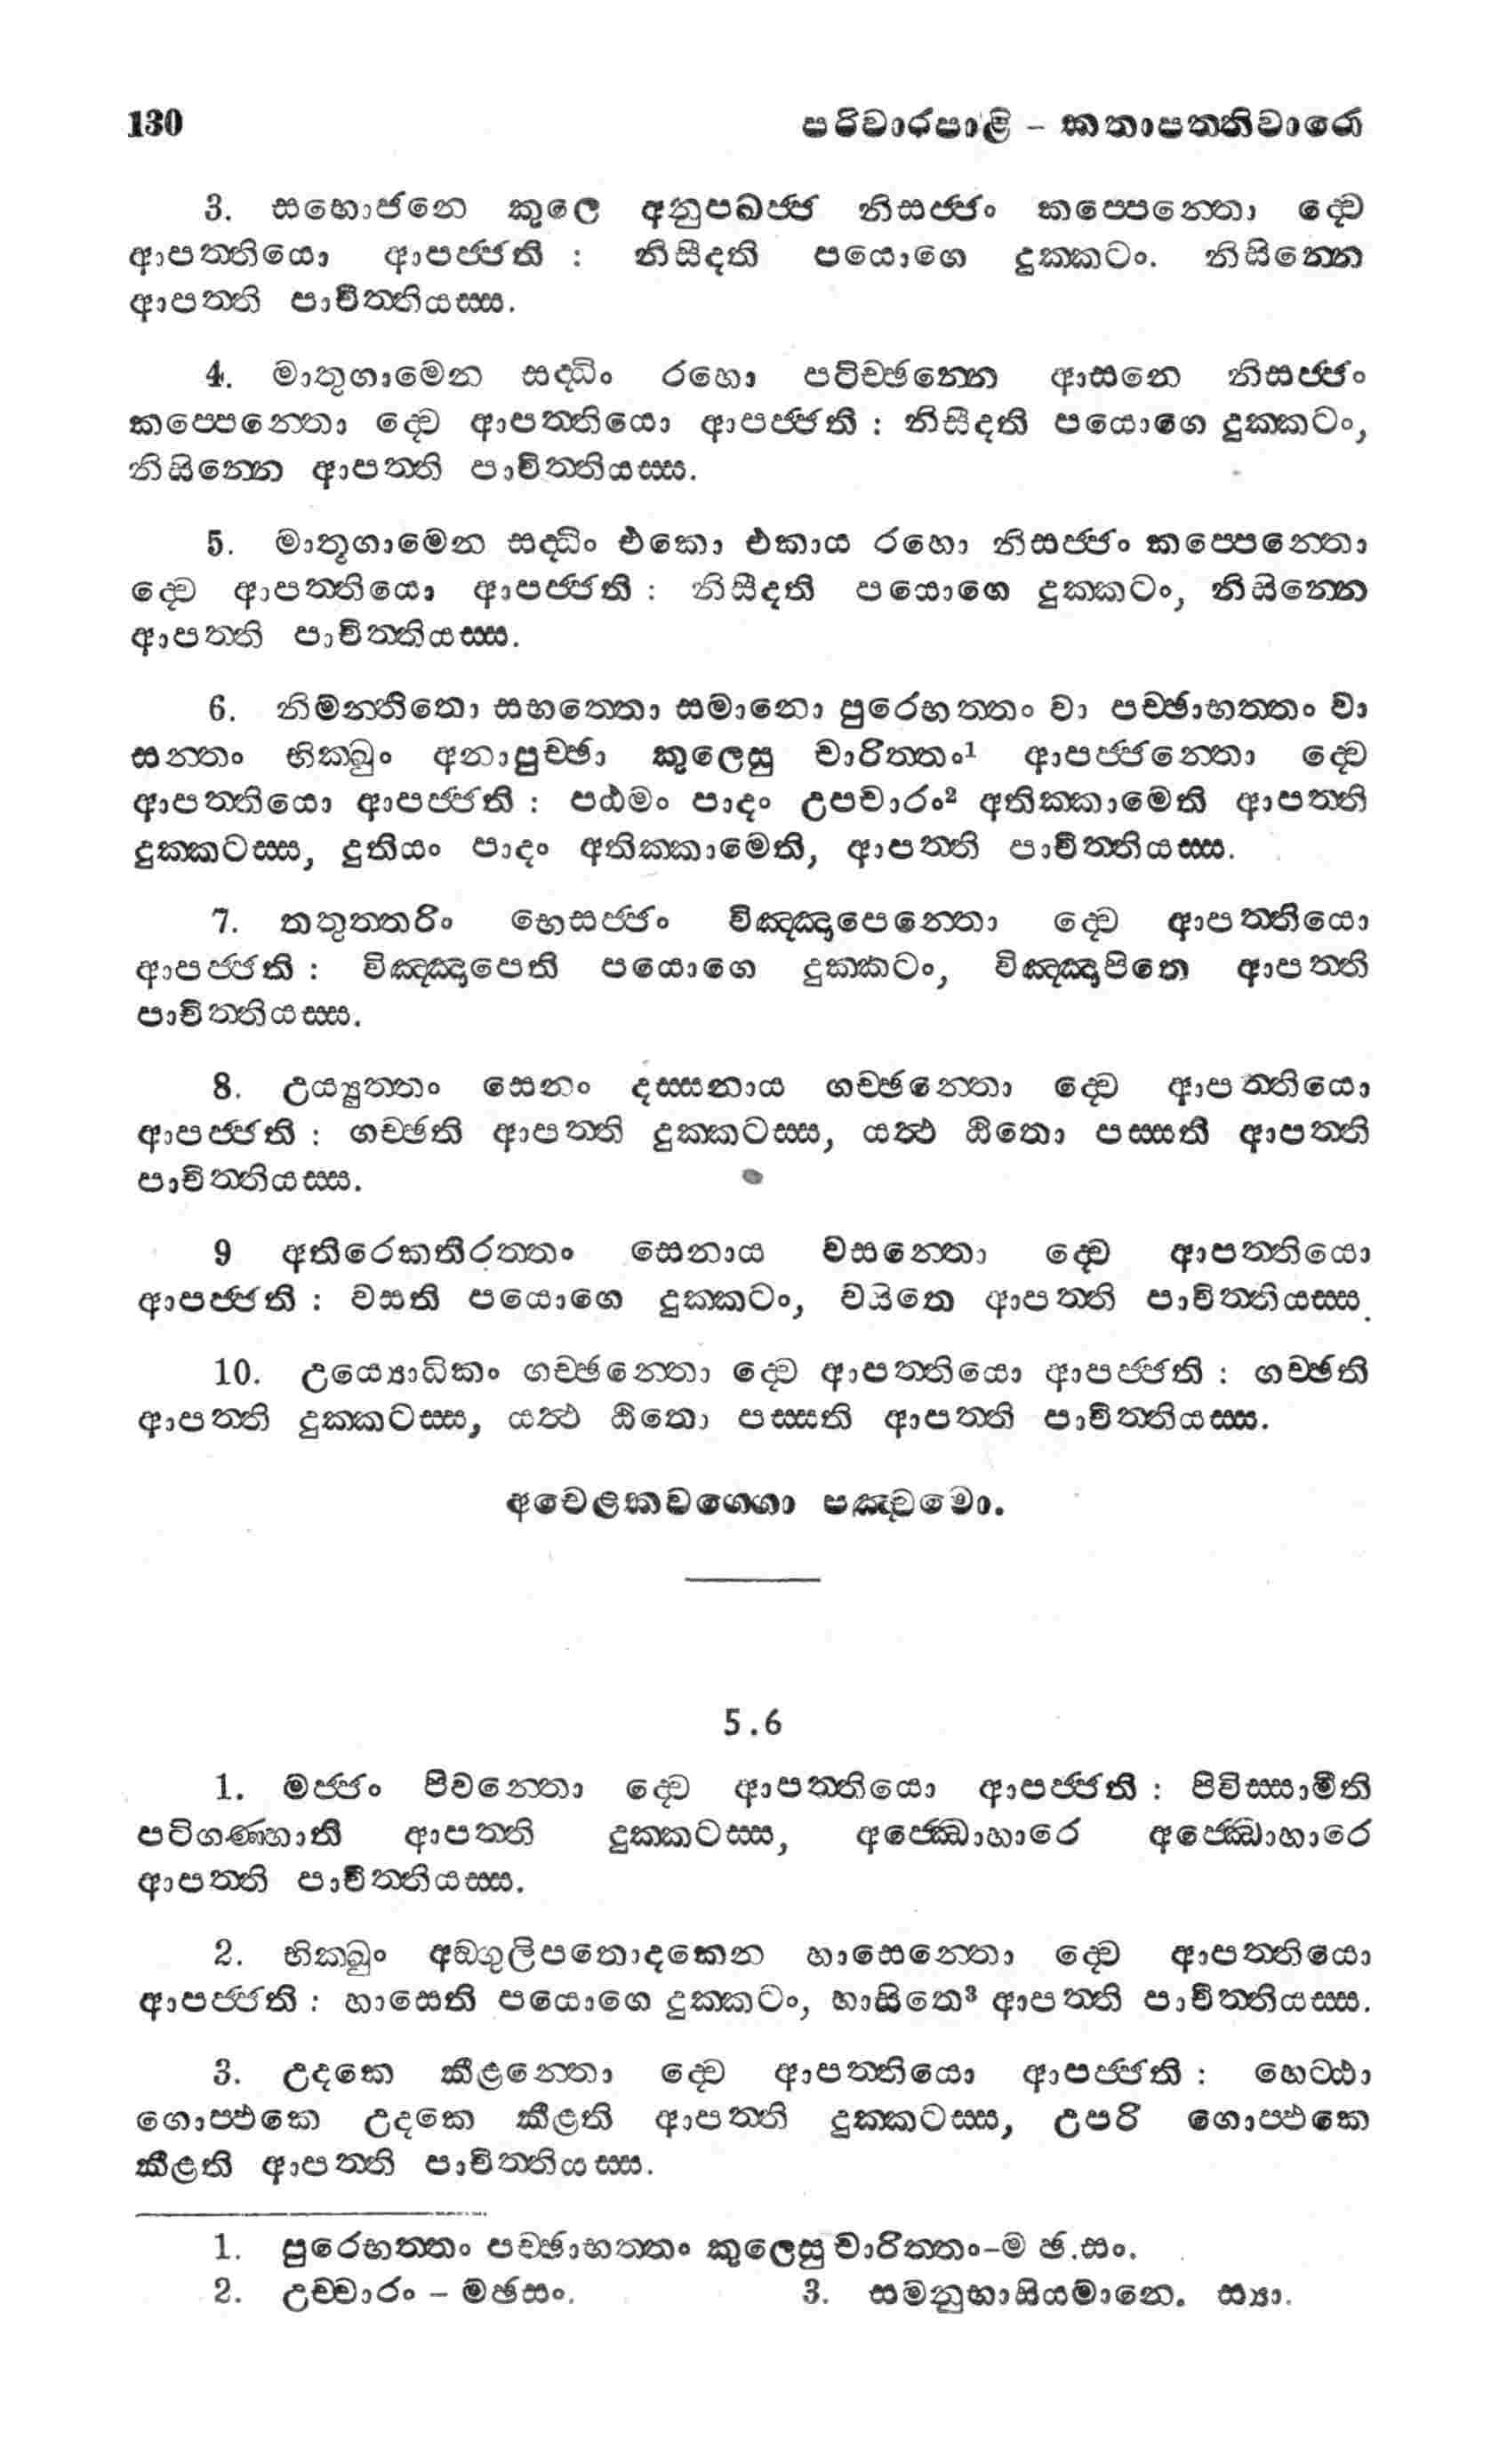 130 පරිවාරපාළි – කතාපත්තිවාරො
3. සභොජනෙ කුලෙ අනුපඛජ්ජ නිසජ්ජං කප්පෙන්තො ද්වෙ
ආපත්තියො ආපජ්ජති : නිසීදති පයොගෙ දුක්කටං. නිසින්නෙ
ආපත්ති පාචිත්තියස්ස.
4. මාතුගාමෙන සද්ධිං රහො පටිච්ඡන්නෙ ආසනෙ නිසජ්ජං
කප්පෙන්තො ද්වෙ ආපත්තියො ආපජ්ජති : නිසීදති පයොගෙ දුක්කටං,
නිසින්නෙ ආපත්ති පාචිත්තියස්ස.
5. මාතුගාමෙන සද්ධිං එකො එකාය රහො නිසජ්ජං කප්පෙන්තො
ද්වෙ ආපත්තියො ආපජ්ජති : නිසීදති පයොගෙ දුක්කටං, නිසින්නෙ
ආපත්ති පාචිත්තියස්ස.
6. නිමන්තිතො සභත්තො සමානො පුරෙභත්තං වා පච්ඡාභත්තං වා
සන්තං භික්ඛුං අනාපුච්ඡා කුලෙසු චාරිත්තං¹ ආපජ්ජන්තො ද්වෙ
ආපත්තියො ආපජ්ජති : පඨමං පාදං උපචාරං² අතික්කාමෙති ආපත්ති
දුක්කටස්ස, දුතියං පාදං අතික්කාමෙති, ආපත්ති පාචිත්තියස්ස.
7. තතුත්තරිං භෙසජ්ජං විඤ්ඤාපෙන්තො ද්වෙ ආපත්තියො
ආපජ්ජති : විඤ්ඤාපෙති පයොගෙ දුක්කටං, විඤ්ඤාපිතෙ ආපත්ති
පාචිත්තියස්ස.
8. උය්‍යුත්තං සෙනං දස්සනාය ගච්ඡන්තො ද්වෙ ආපත්තියො
ආපජ්ජති : ගච්ඡති ආපත්ති දුක්කටස්ස, යත්ථ ඨිතො පස්සති ආපත්ති
පාචිත්තියස්ස.
9 අතිරෙකතිරත්තං සෙනාය වසන්තො ද්වෙ ආපත්තියො
ආපජ්ජති : වසති පයොගෙ දුක්කටං, වසිතෙ ආපත්ති පාචිත්තියස්ස.
10. උය්‍යොධිකං ගච්ඡන්තො ද්වෙ ආපත්තියො ආපජ්ජති : ගච්ඡති
ආපත්ති දුක්කටස්ස, යත්ථ ඨිතො පස්සති ආපත්ති පාචිත්තියස්ස.
අචෙළකවග්ගො පඤ්චමො.
5.6
1. මජ්ජං පිවන්තො ද්වෙ ආපත්තියො ආපජ්ජති : පිවිස්සාමීති
පටිගණ්හාති ආපත්ති දුක්කටස්ස, අජ්ඣොහාරෙ අජ්ඣොහාරෙ
ආපත්ති පාචිත්තියස්ස.
2. භික්ඛුං අඞ්ගුලිපතොදකෙන හාසෙන්තො ද්වෙ ආපත්තියො
ආපජ්ජති : හාසෙති පයොගෙ දුක්කටං, හාසිතෙ³ ආපත්ති පාචිත්තියස්ස.
3. උදකෙ කීළන්තො ද්වෙ ආපත්තියො ආපජ්ජති : හෙට්ඨා
ගොප්ඵකෙ උදකෙ කීළති ආපත්ති දුක්කටස්ස, උපරි ගොප්ඵකෙ
කීළති ආපත්ති පාචිත්තියස්ස.
1. පුරෙභත්තං පච්ඡාභත්තං කුලෙසු චාරිත්තං–ම ඡ.සං.
2. උච්චාරං – මඡසං. 3. සමනුභාසියමානෙ. ස්‍යා.